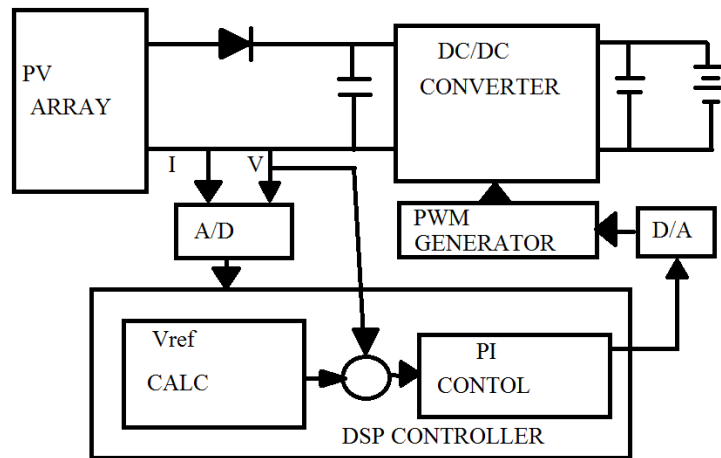 PV
ARRAY
DC/DC
CONVERTER
I
V
A/D
PWM
GENERATOR
D/A
Vref
CALC
PI
CONTOL
DSP CONTROLLER